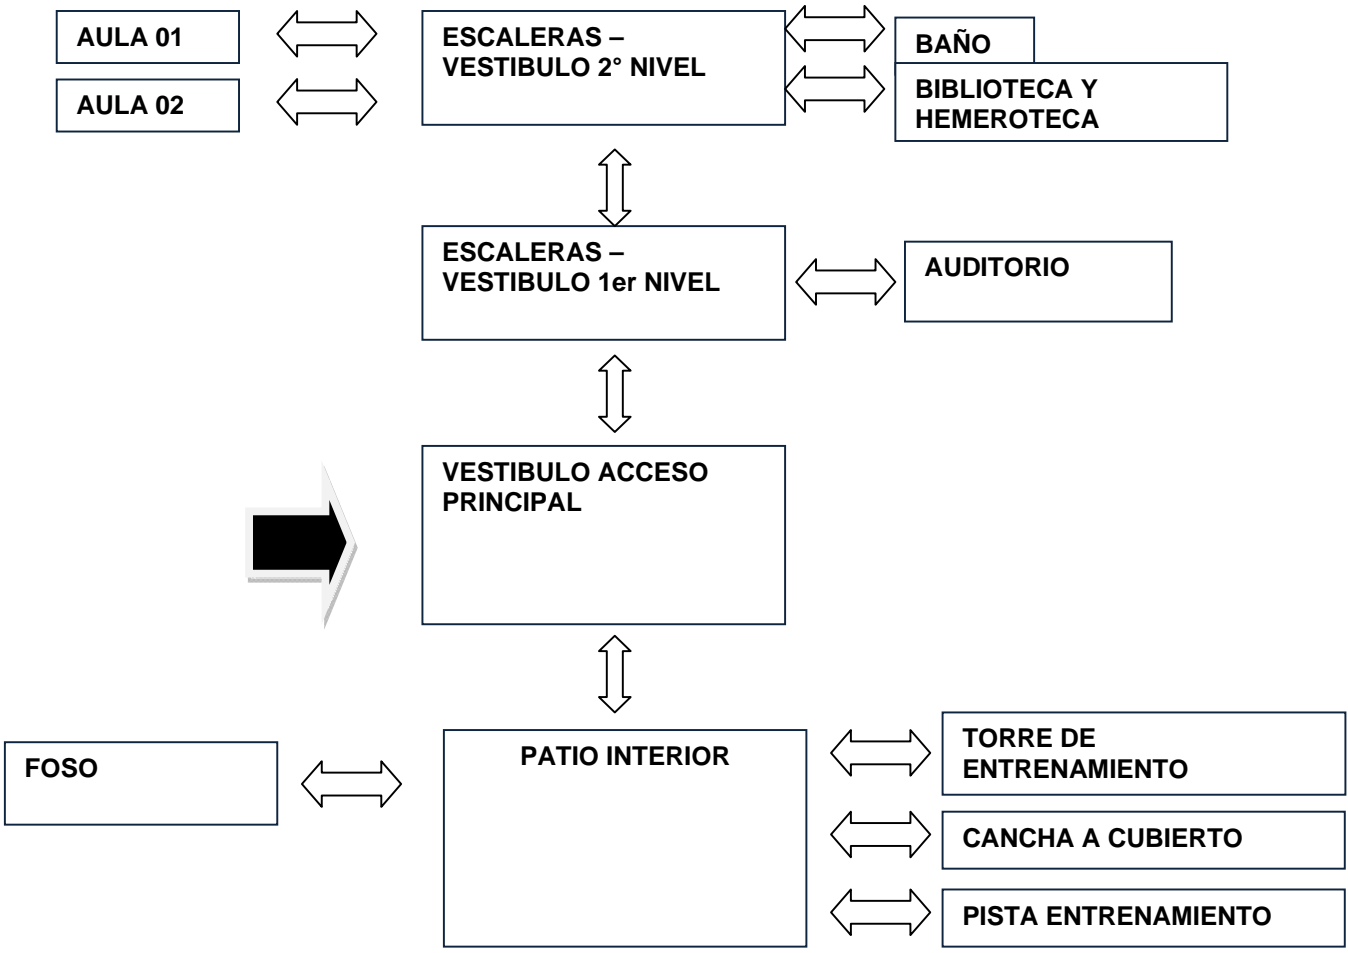 AULA 01
ESCALERAS –
VESTIBULO 2° NIVEL
BAÑO
AULA 02
BIBLIOTECA Y
HEMEROTECA
ESCALERAS –
VESTIBULO 1er NIVEL
AUDITORIO
VESTIBULO ACCESO
PRINCIPAL
FOSO
PATIO INTERIOR
TORRE DE
ENTRENAMIENTO
CANCHA A CUBIERTO
PISTA ENTRENAMIENTO